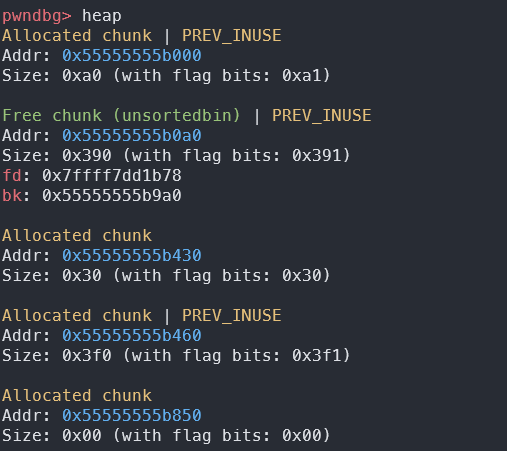 pwndbg> heap
Allocated chunk | PREV_INUSE
Addr: 0x55555555b000
Size: 0xa0 (with flag bits: 0xa1)
Free chunk (unsortedbin) | PREV_INUSE
Addr: 0x55555555b0a0
Size: 0x390 (with flag bits: 0x391)
fd: 0x7ffff7dd1b78
bk: 0x55555555b9a0
Allocated chunk
Addr: 0x55555555b430
Size: 0x30 (with flag bits: 0x30)
Allocated chunk | PREV_INUSE
Addr: 0x55555555b460
Size: 0x3f0 (with flag bits: 0x3f1)
Allocated chunk
Addr: 0x55555555b850
Size: 0x00 (with flag bits: 0x00)